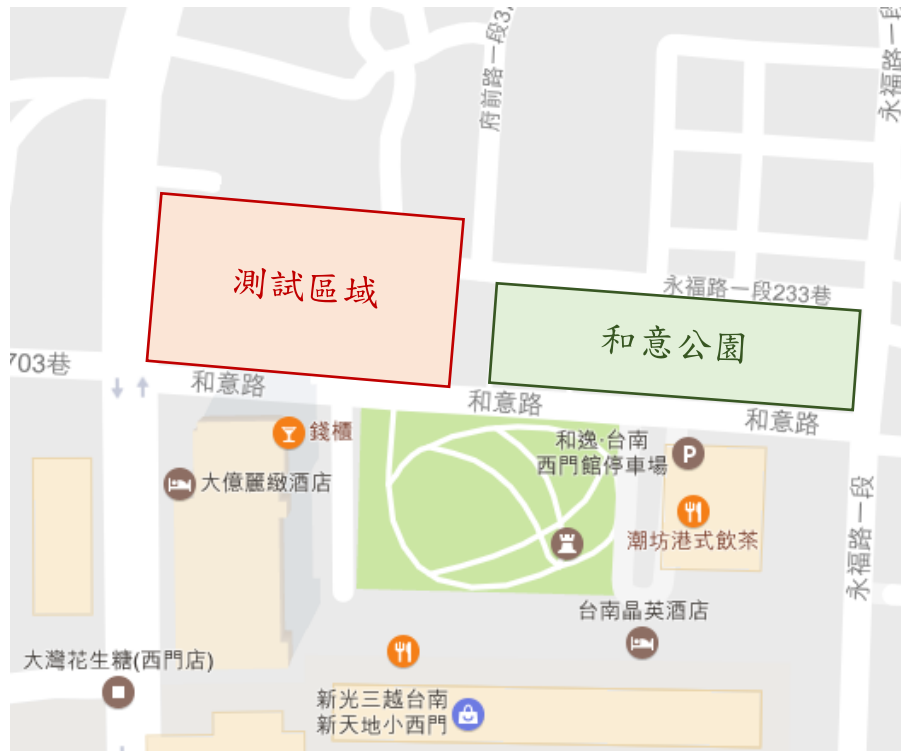 府前路一段3
永福路一段
測試區域
永福路一段233巷
和意公園
703巷
和意路
和意路
和意路
錢櫃
和逸·台南
西門館停車場
大億麗緻酒店
潮坊港式飲茶
永福路一段
台南晶英酒店
大灣花生糖(西門店)
新光三越台南
新天地小西門